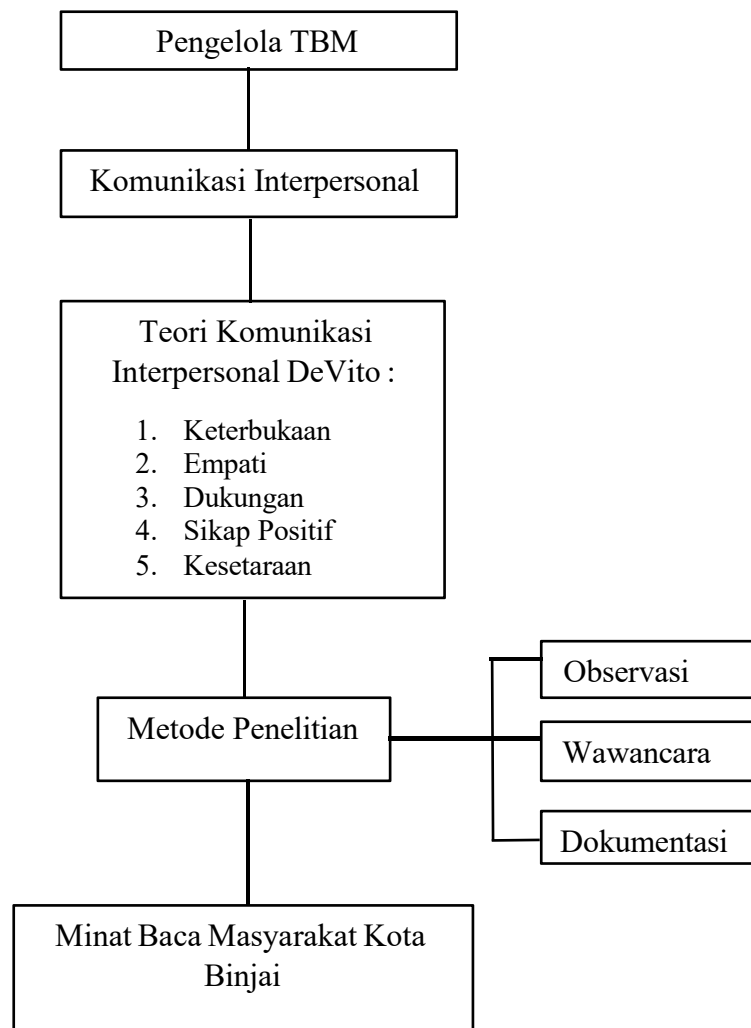 Pengelola TBM
Komunikasi Interpersonal
Teori Komunikasi
Interpersonal DeVito :
1. Keterbukaan
2. Empati
3. Dukungan
4. Sikap Positif
5. Kesetaraan
Metode Penelitian
Observasi
Wawancara
Dokumentasi
Minat Baca Masyarakat Kota
Binjai